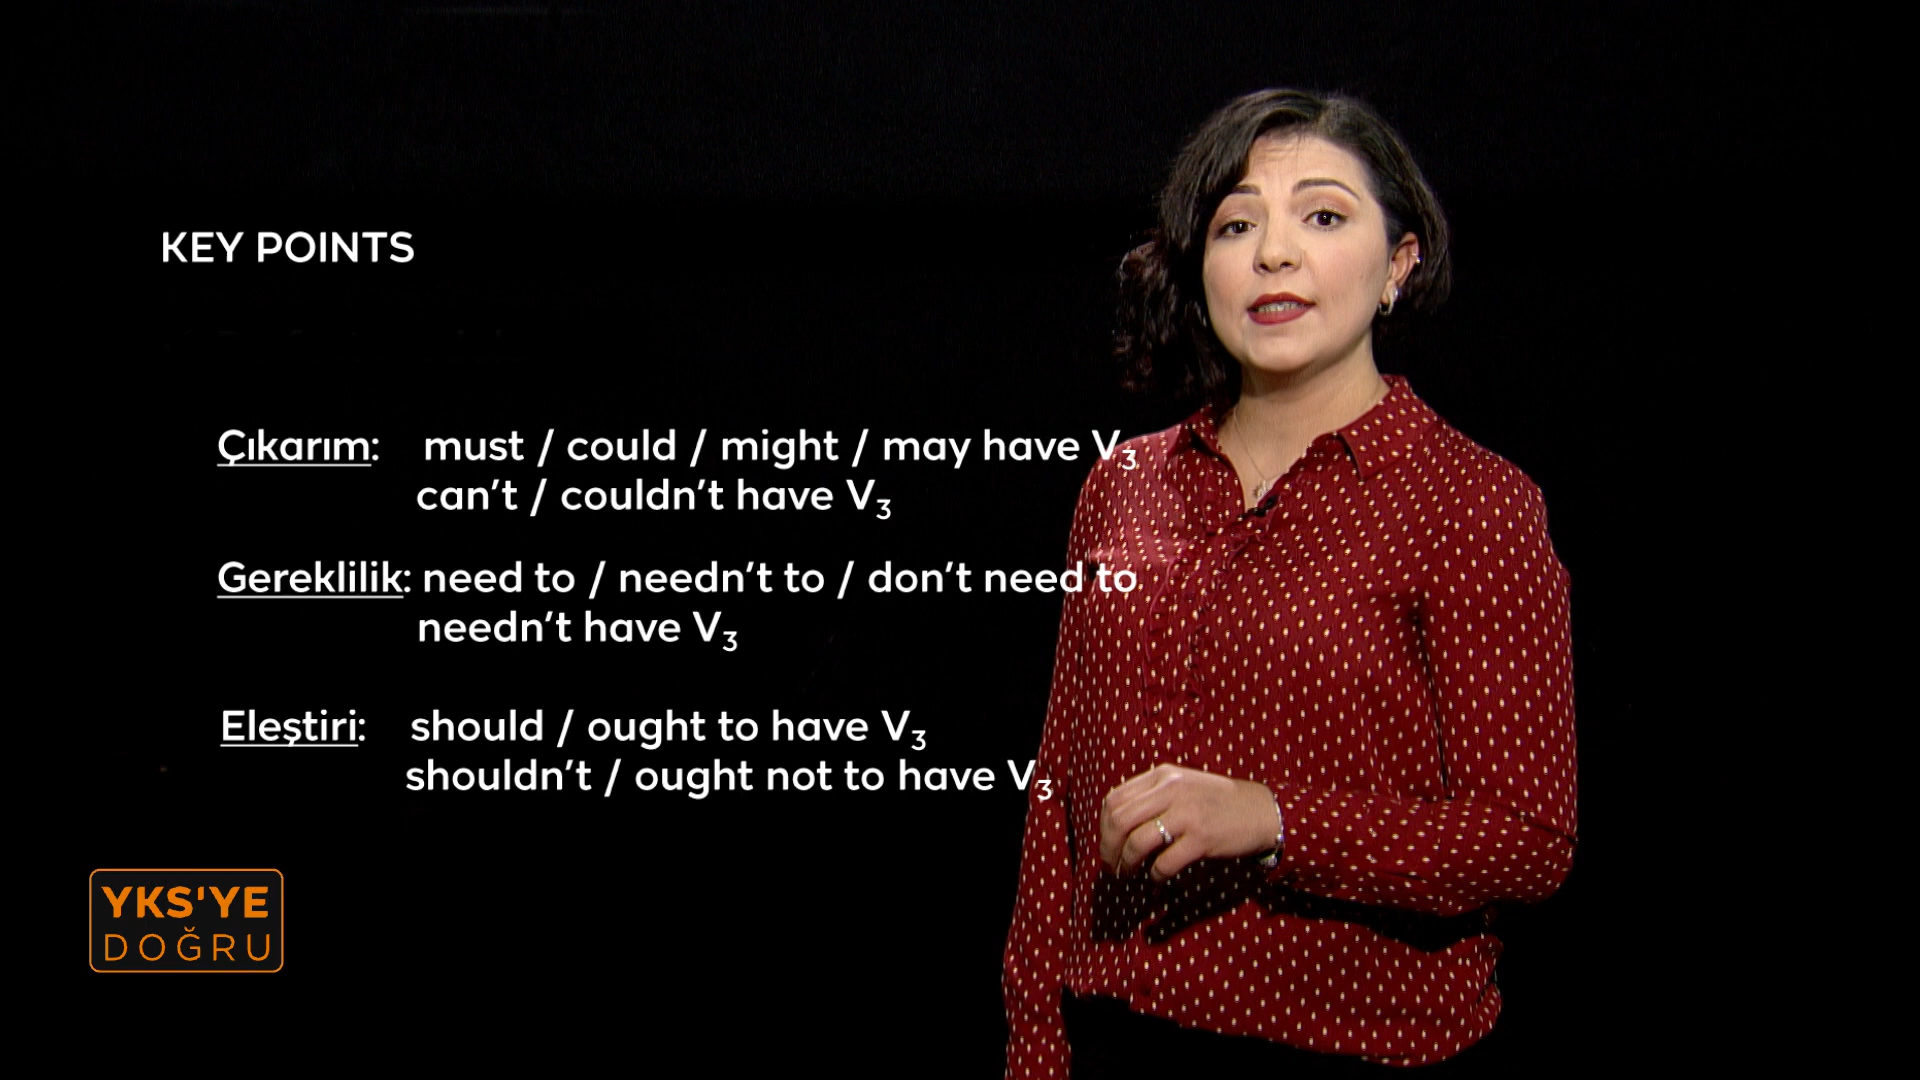 KEY POINTS
Çıkarım: must / could / might / may have V₃
can't / couldn't have V₃
Gereklilik: need to / needn't to / don't need to
needn't have V₃
Eleştiri: should / ought to have V₃
shouldn't / ought not to have V₃
YKS'YE
DOĞRU